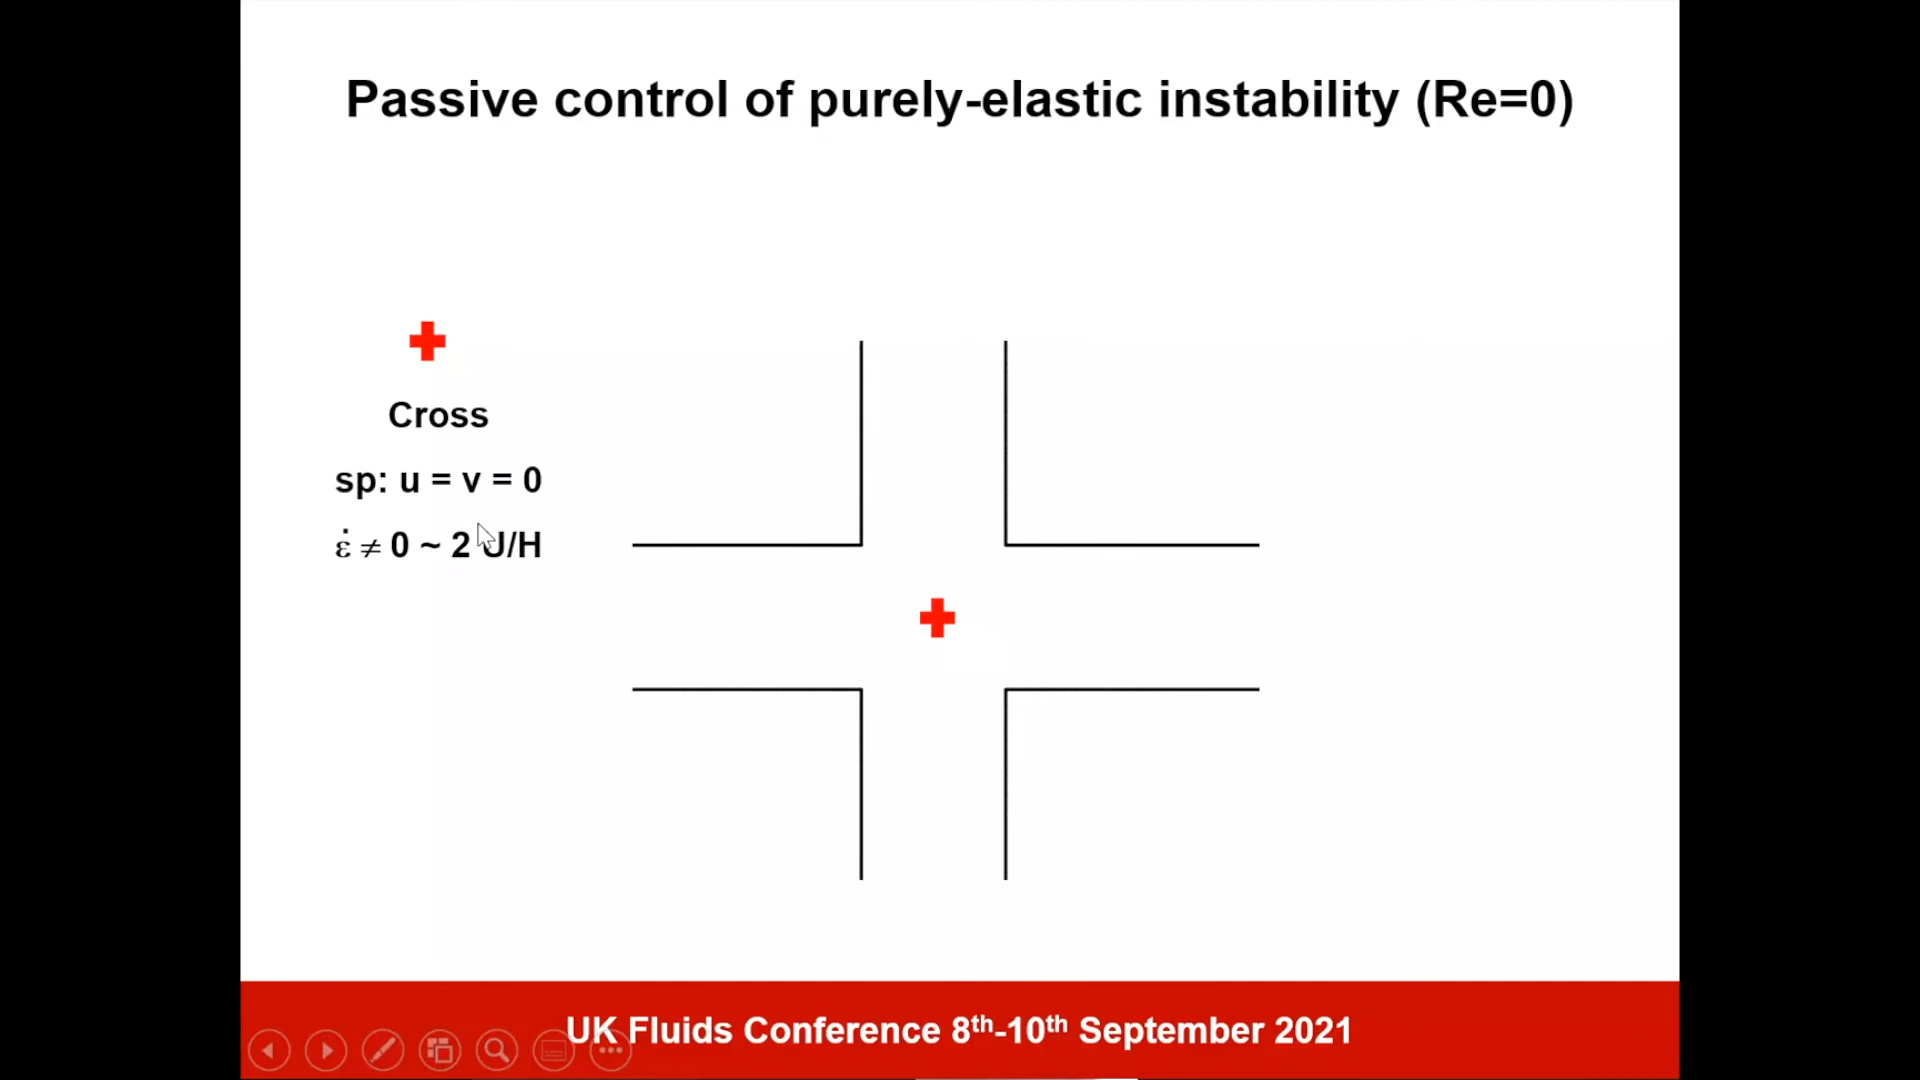 Passive control of purely-elastic instability (Re=0)
Cross
sp: u = v = 0
ε̇ ≠ 0 ~ 2 U/H
UK Fluids Conference 8th-10th September 2021